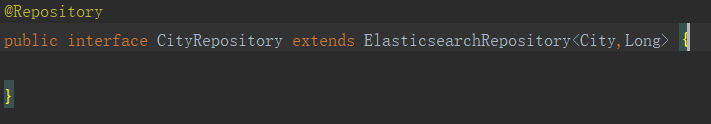 @Repository
public interface CityRepository extends ElasticsearchRepository<City,Long> {
}